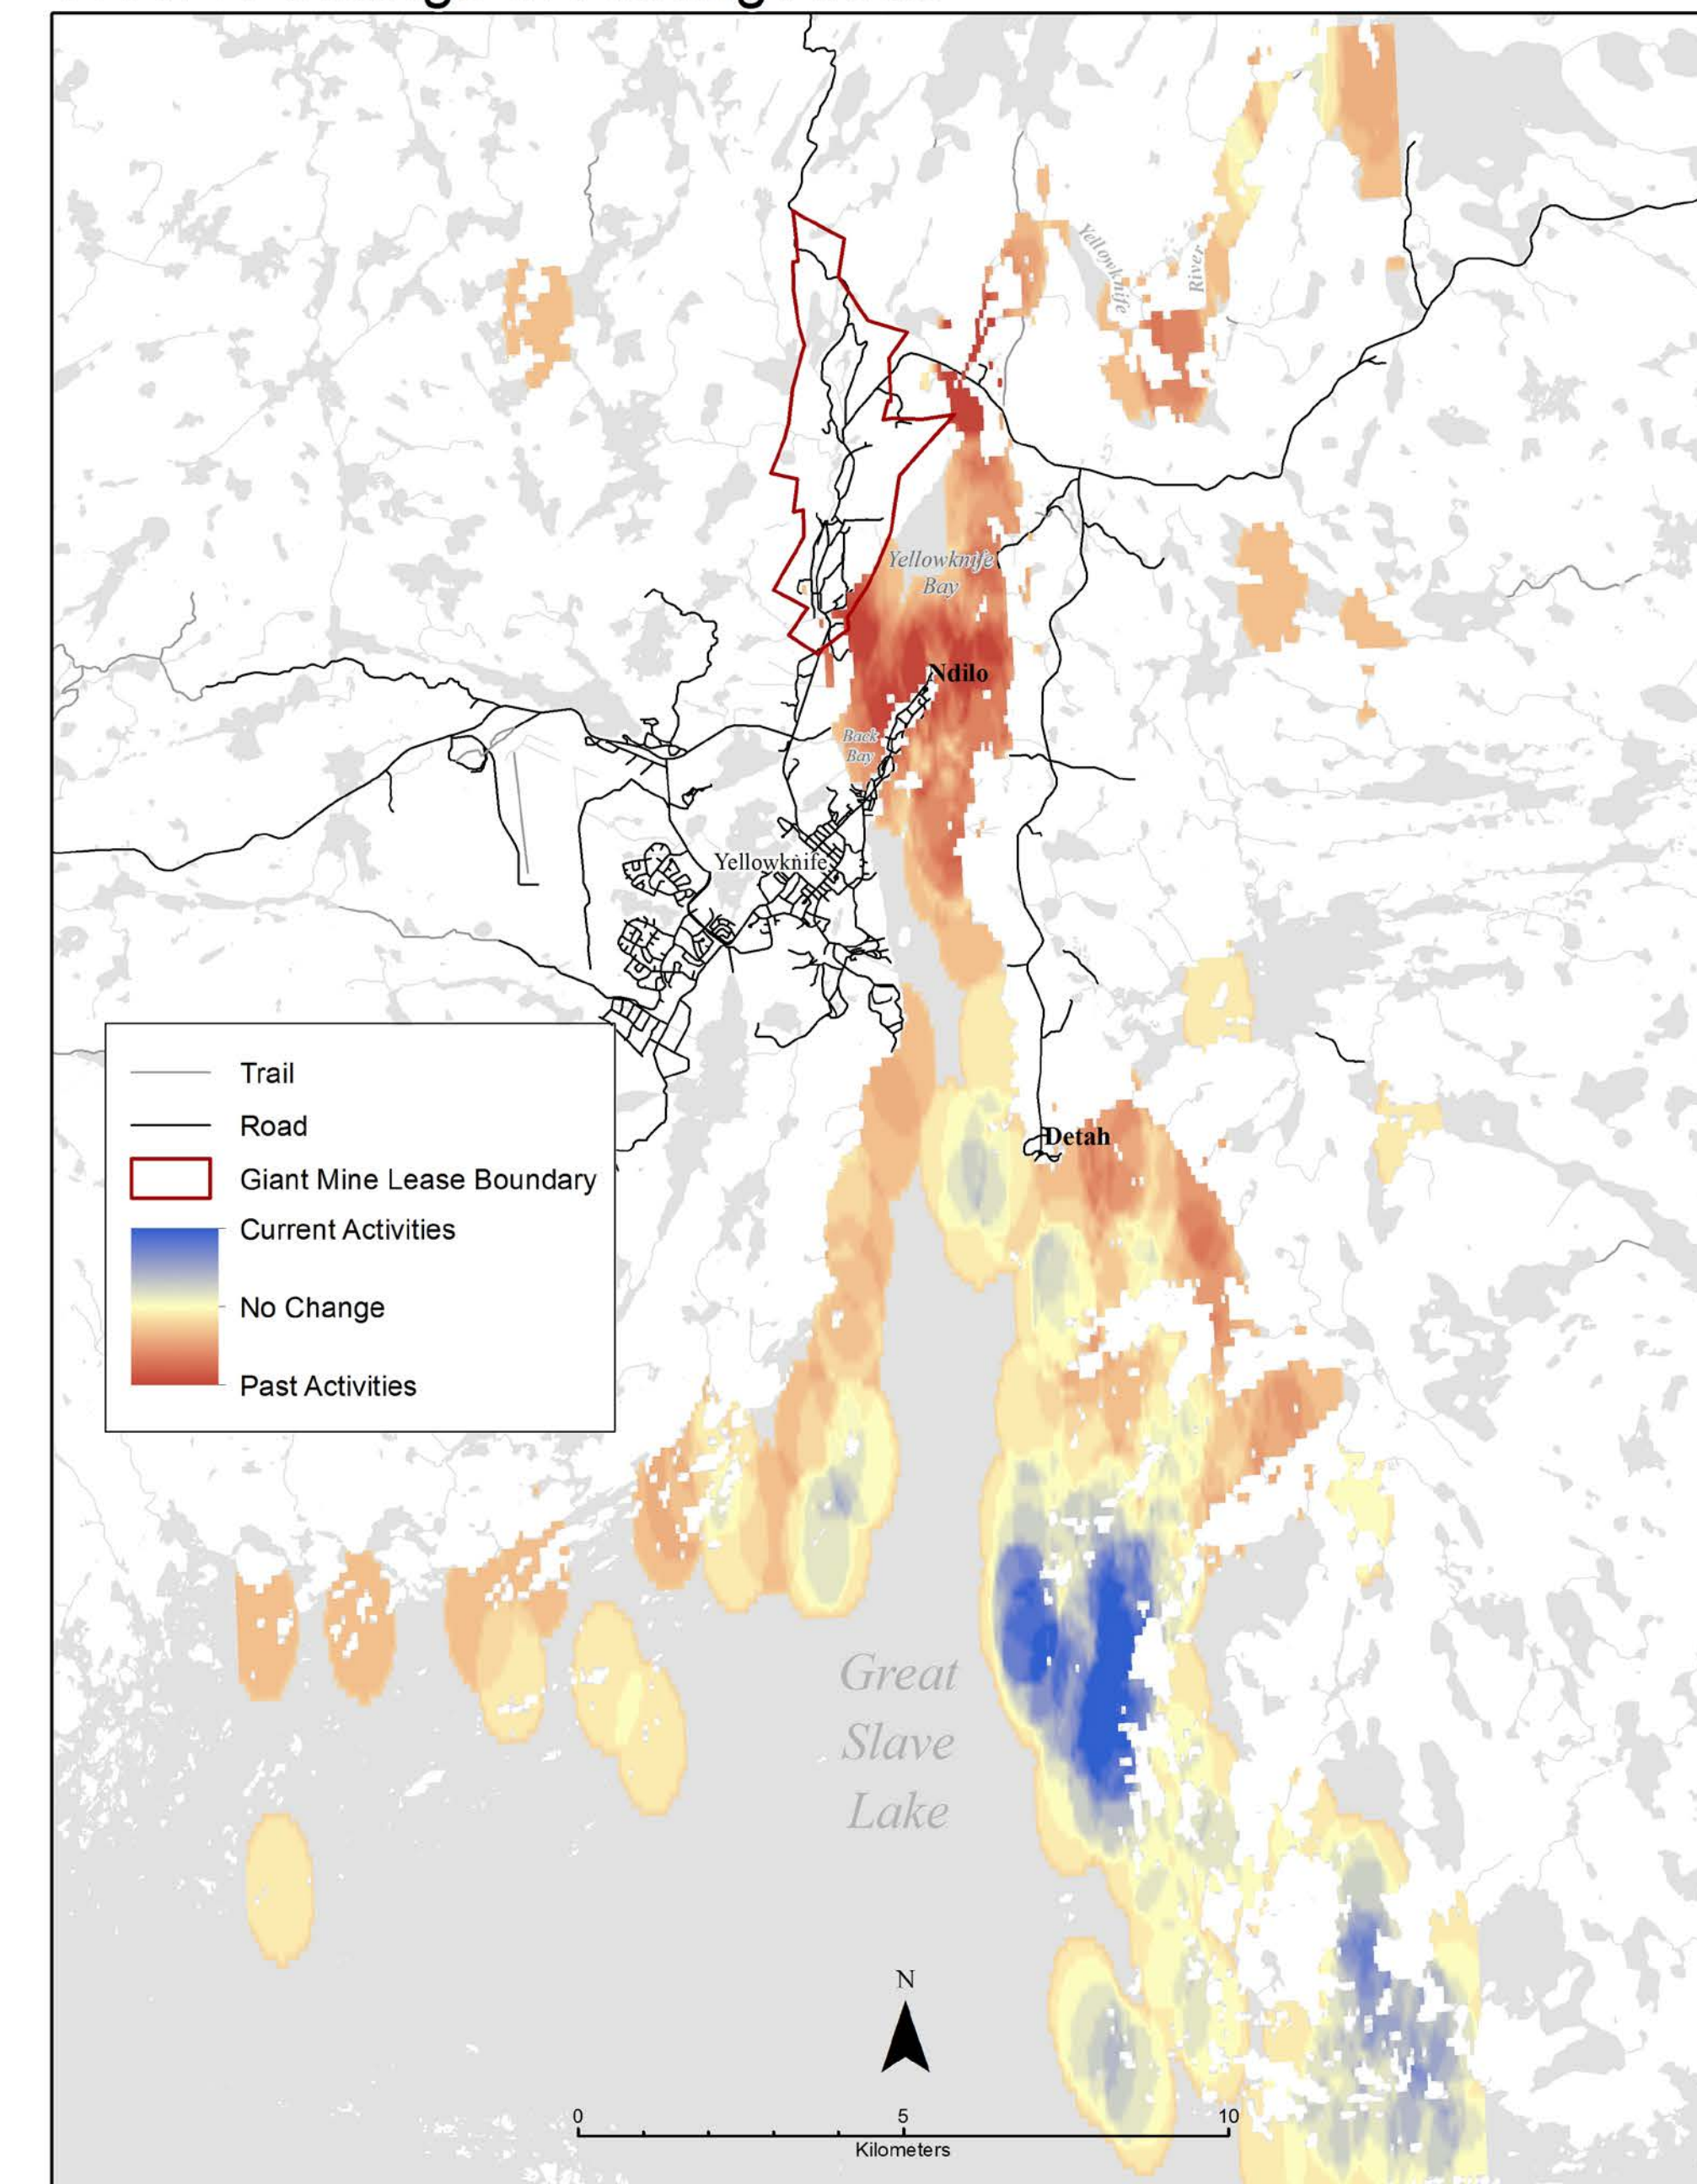 Yellowknife
River
Yellowknife
Bay
Ndilo
Back
Bay
Yellowknife
Detah
Trail
Road
Giant Mine Lease Boundary
Current Activities
No Change
Past Activities
Great
Slave
Lake
N
0 5 10
Kilometers